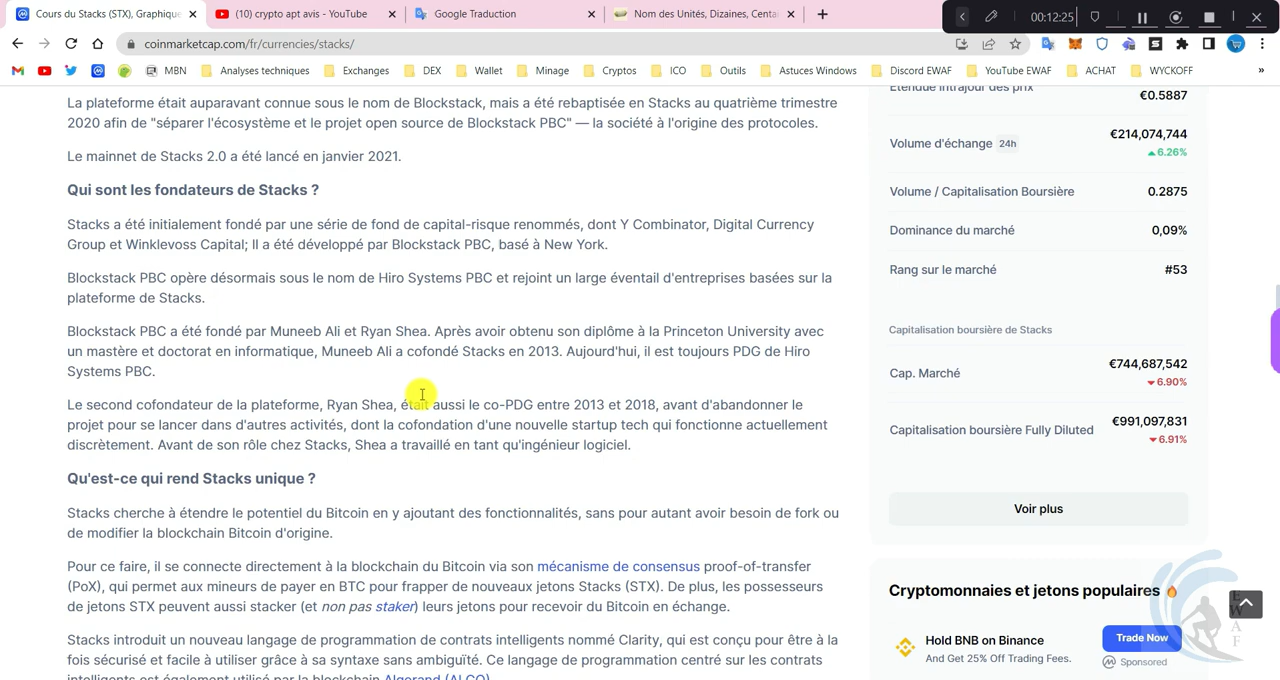 Cours du Stacks (STX), Graphique
(10) crypto apt avis - YouTube
Google Traduction
Nom des Unités, Dizaines, Centai
00:12:25
coinmarketcap.com/fr/currencies/stacks/
MBN
Analyses techniques
Exchanges
DEX
Wallet
Minage
Cryptos
ICO
Outils
Astuces Windows
Discord EWAF
YouTube EWAF
ACHAT
WYCKOFF
»
La plateforme était auparavant connue sous le nom de Blockstack, mais a été rebaptisée en Stacks au quatrième trimestre
2020 afin de "séparer l'écosystème et le projet open source de Blockstack PBC" — la société à l'origine des protocoles.
Le mainnet de Stacks 2.0 a été lancé en janvier 2021.
Qui sont les fondateurs de Stacks ?
Stacks a été initialement fondé par une série de fond de capital-risque renommés, dont Y Combinator, Digital Currency
Group et Winklevoss Capital; Il a été développé par Blockstack PBC, basé à New York.
Blockstack PBC opère désormais sous le nom de Hiro Systems PBC et rejoint un large éventail d'entreprises basées sur la
plateforme de Stacks.
Blockstack PBC a été fondé par Muneeb Ali et Ryan Shea. Après avoir obtenu son diplôme à la Princeton University avec
un mastère et doctorat en informatique, Muneeb Ali a cofondé Stacks en 2013. Aujourd'hui, il est toujours PDG de Hiro
Systems PBC.
Le second cofondateur de la plateforme, Ryan Shea, était aussi le co-PDG entre 2013 et 2018, avant d'abandonner le
projet pour se lancer dans d'autres activités, dont la cofondation d'une nouvelle startup tech qui fonctionne actuellement
discrètement. Avant de son rôle chez Stacks, Shea a travaillé en tant qu'ingénieur logiciel.
Qu'est-ce qui rend Stacks unique ?
Stacks cherche à étendre le potentiel du Bitcoin en y ajoutant des fonctionnalités, sans pour autant avoir besoin de fork ou
de modifier la blockchain Bitcoin d'origine.
Pour ce faire, il se connecte directement à la blockchain du Bitcoin via son mécanisme de consensus proof-of-transfer
(PoX), qui permet aux mineurs de payer en BTC pour frapper de nouveaux jetons Stacks (STX). De plus, les possesseurs
de jetons STX peuvent aussi stacker (et non pas staker) leurs jetons pour recevoir du Bitcoin en échange.
Stacks introduit un nouveau langage de programmation de contrats intelligents nommé Clarity, qui est conçu pour être à la
fois sécurisé et facile à utiliser grâce à sa syntaxe sans ambiguïté. Ce langage de programmation centré sur les contrats
intelligents est également utilisé par la blockchain Algorand (ALGO).
Étendue intrajour des prix
€0.5887
Volume d'échange 24h
€214,074,744
6.26%
Volume / Capitalisation Boursière
0.2875
Dominance du marché
0,09%
Rang sur le marché
#53
Capitalisation boursière de Stacks
Cap. Marché
€744,687,542
6.90%
Capitalisation boursière Fully Diluted
€991,097,831
6.91%
Voir plus
Cryptomonnaies et jetons populaires
Hold BNB on Binance
And Get 25% Off Trading Fees.
Trade Now
Sponsored
E
W
A
F